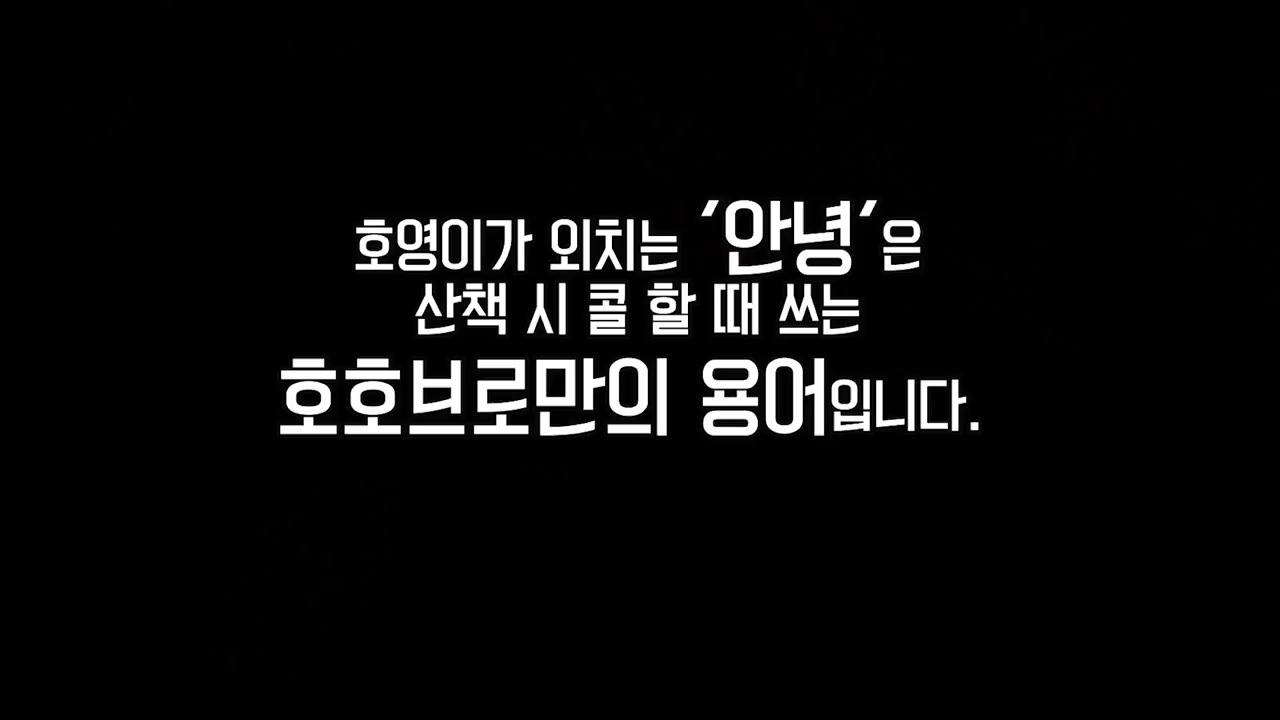 호영이가 외치는 '안녕'은
산책 시 콜 할 때 쓰는
호호브로만의 용어입니다.